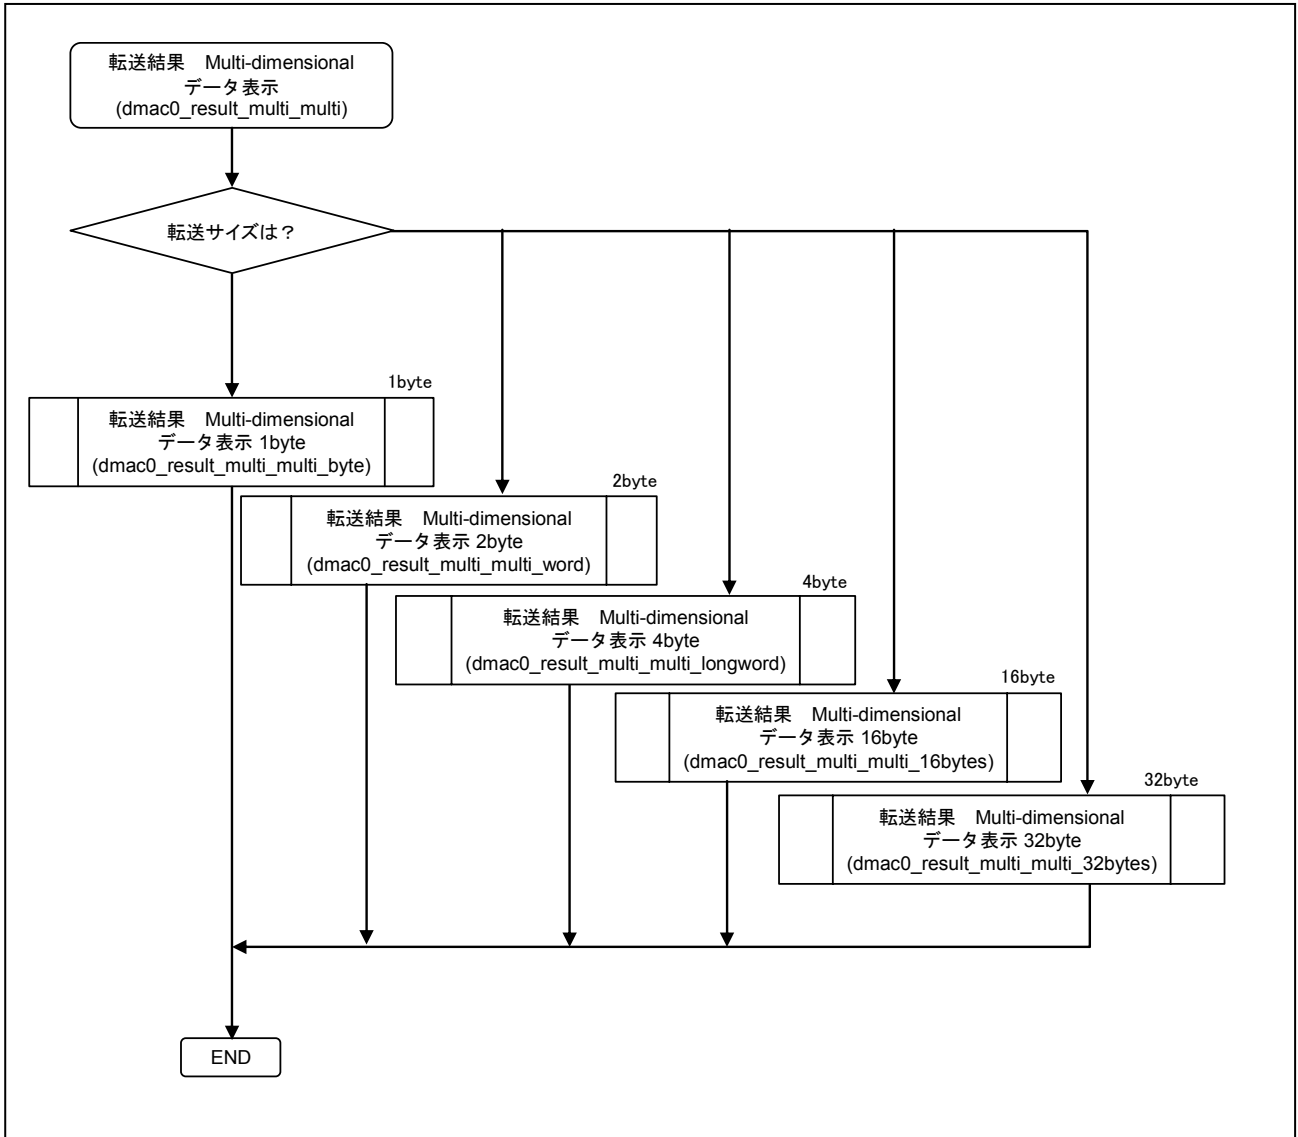 転送結果　Multi-dimensional
データ表示
(dmac0_result_multi_multi)
転送サイズは？
1byte
転送結果　Multi-dimensional
データ表示 1byte
(dmac0_result_multi_multi_byte)
2byte
転送結果　Multi-dimensional
データ表示 2byte
(dmac0_result_multi_multi_word)
4byte
転送結果　Multi-dimensional
データ表示 4byte
(dmac0_result_multi_multi_longword)
16byte
転送結果　Multi-dimensional
データ表示 16byte
(dmac0_result_multi_multi_16bytes)
32byte
転送結果　Multi-dimensional
データ表示 32byte
(dmac0_result_multi_multi_32bytes)
END